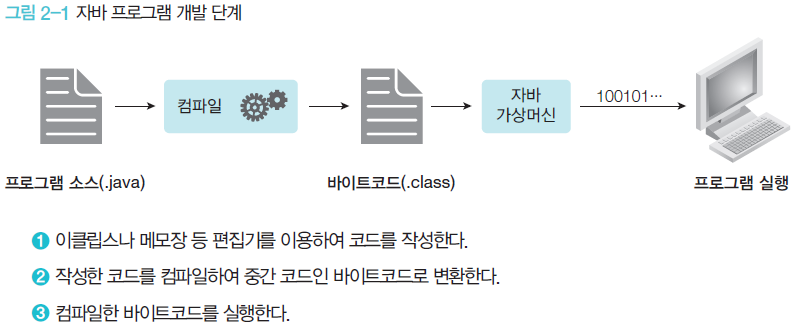 그림 2-1 자바 프로그램 개발 단계
컴파일
자바
가상머신
100101···
프로그램 소스(.java)
바이트코드(.class)
프로그램 실행
❶ 이클립스나 메모장 등 편집기를 이용하여 코드를 작성한다.
❷ 작성한 코드를 컴파일하여 중간 코드인 바이트코드로 변환한다.
❸ 컴파일한 바이트코드를 실행한다.